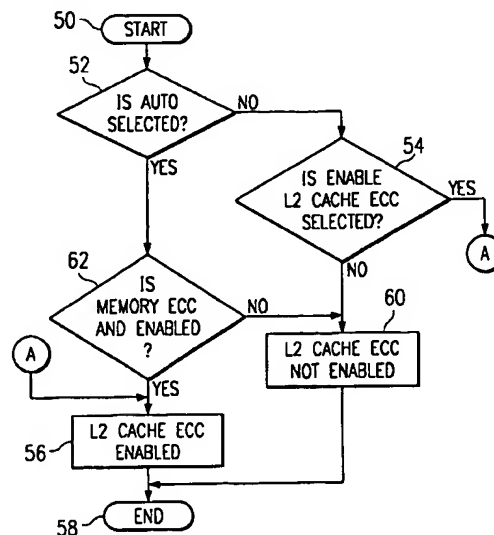 50
START
52
IS AUTO
SELECTED?
NO
YES
54
IS ENABLE
L2 CACHE ECC
SELECTED?
YES
A
NO
62
IS
MEMORY ECC
AND ENABLED
?
NO
YES
60
L2 CACHE ECC
NOT ENABLED
A
56
L2 CACHE ECC
ENABLED
58
END